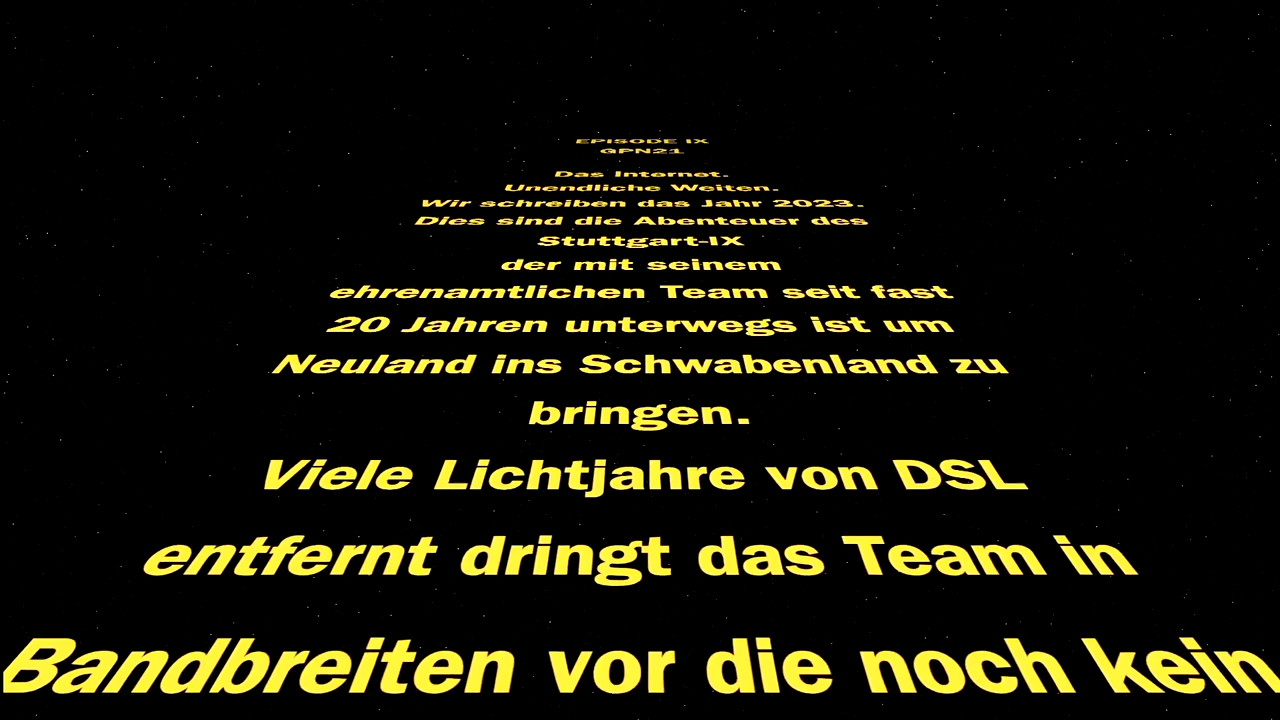 EPISODE IX
GPN21
Das Internet.
Unendliche Weiten.
Wir schreiben das Jahr 2023.
Dies sind die Abenteuer des
Stuttgart-IX
der mit seinem
ehrenamtlichen Team seit fast
20 Jahren unterwegs ist um
Neuland ins Schwabenland zu
bringen.
Viele Lichtjahre von DSL
entfernt dringt das Team in
Bandbreiten vor die noch kein